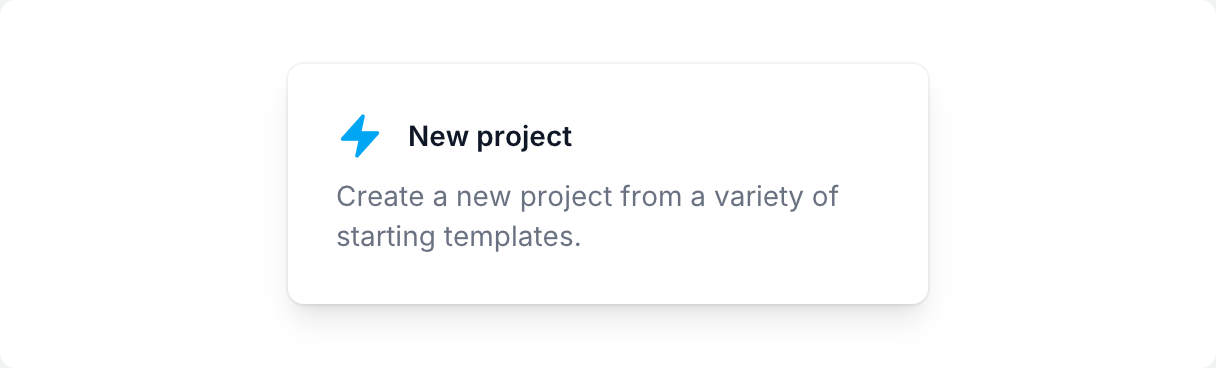 New project
Create a new project from a variety of
starting templates.